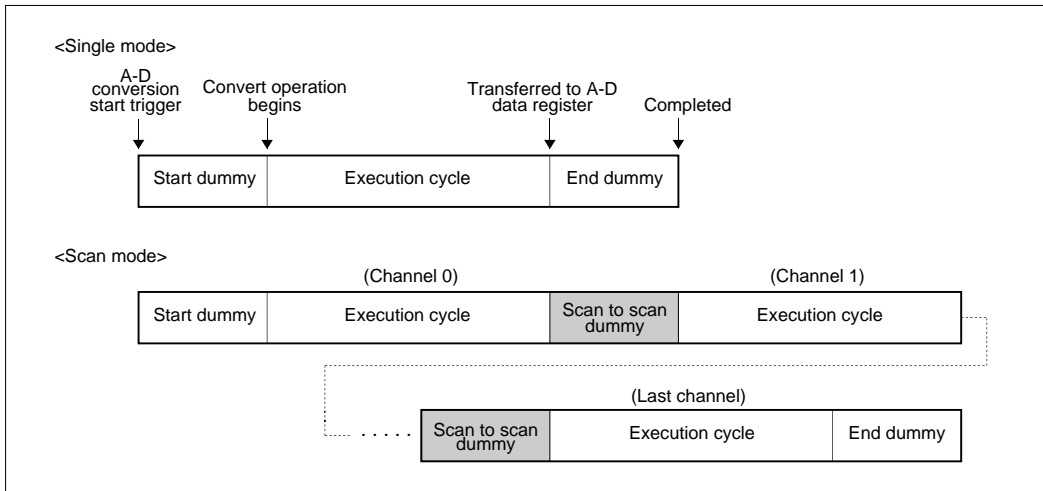 <Single mode>
A-D
conversion
start trigger
Convert operation
begins
Transferred to A-D
data register
Completed
Start dummy
Execution cycle
End dummy
<Scan mode>
(Channel 0)
(Channel 1)
Start dummy
Execution cycle
Scan to scan
dummy
Execution cycle
(Last channel)
.....
Scan to scan
dummy
Execution cycle
End dummy